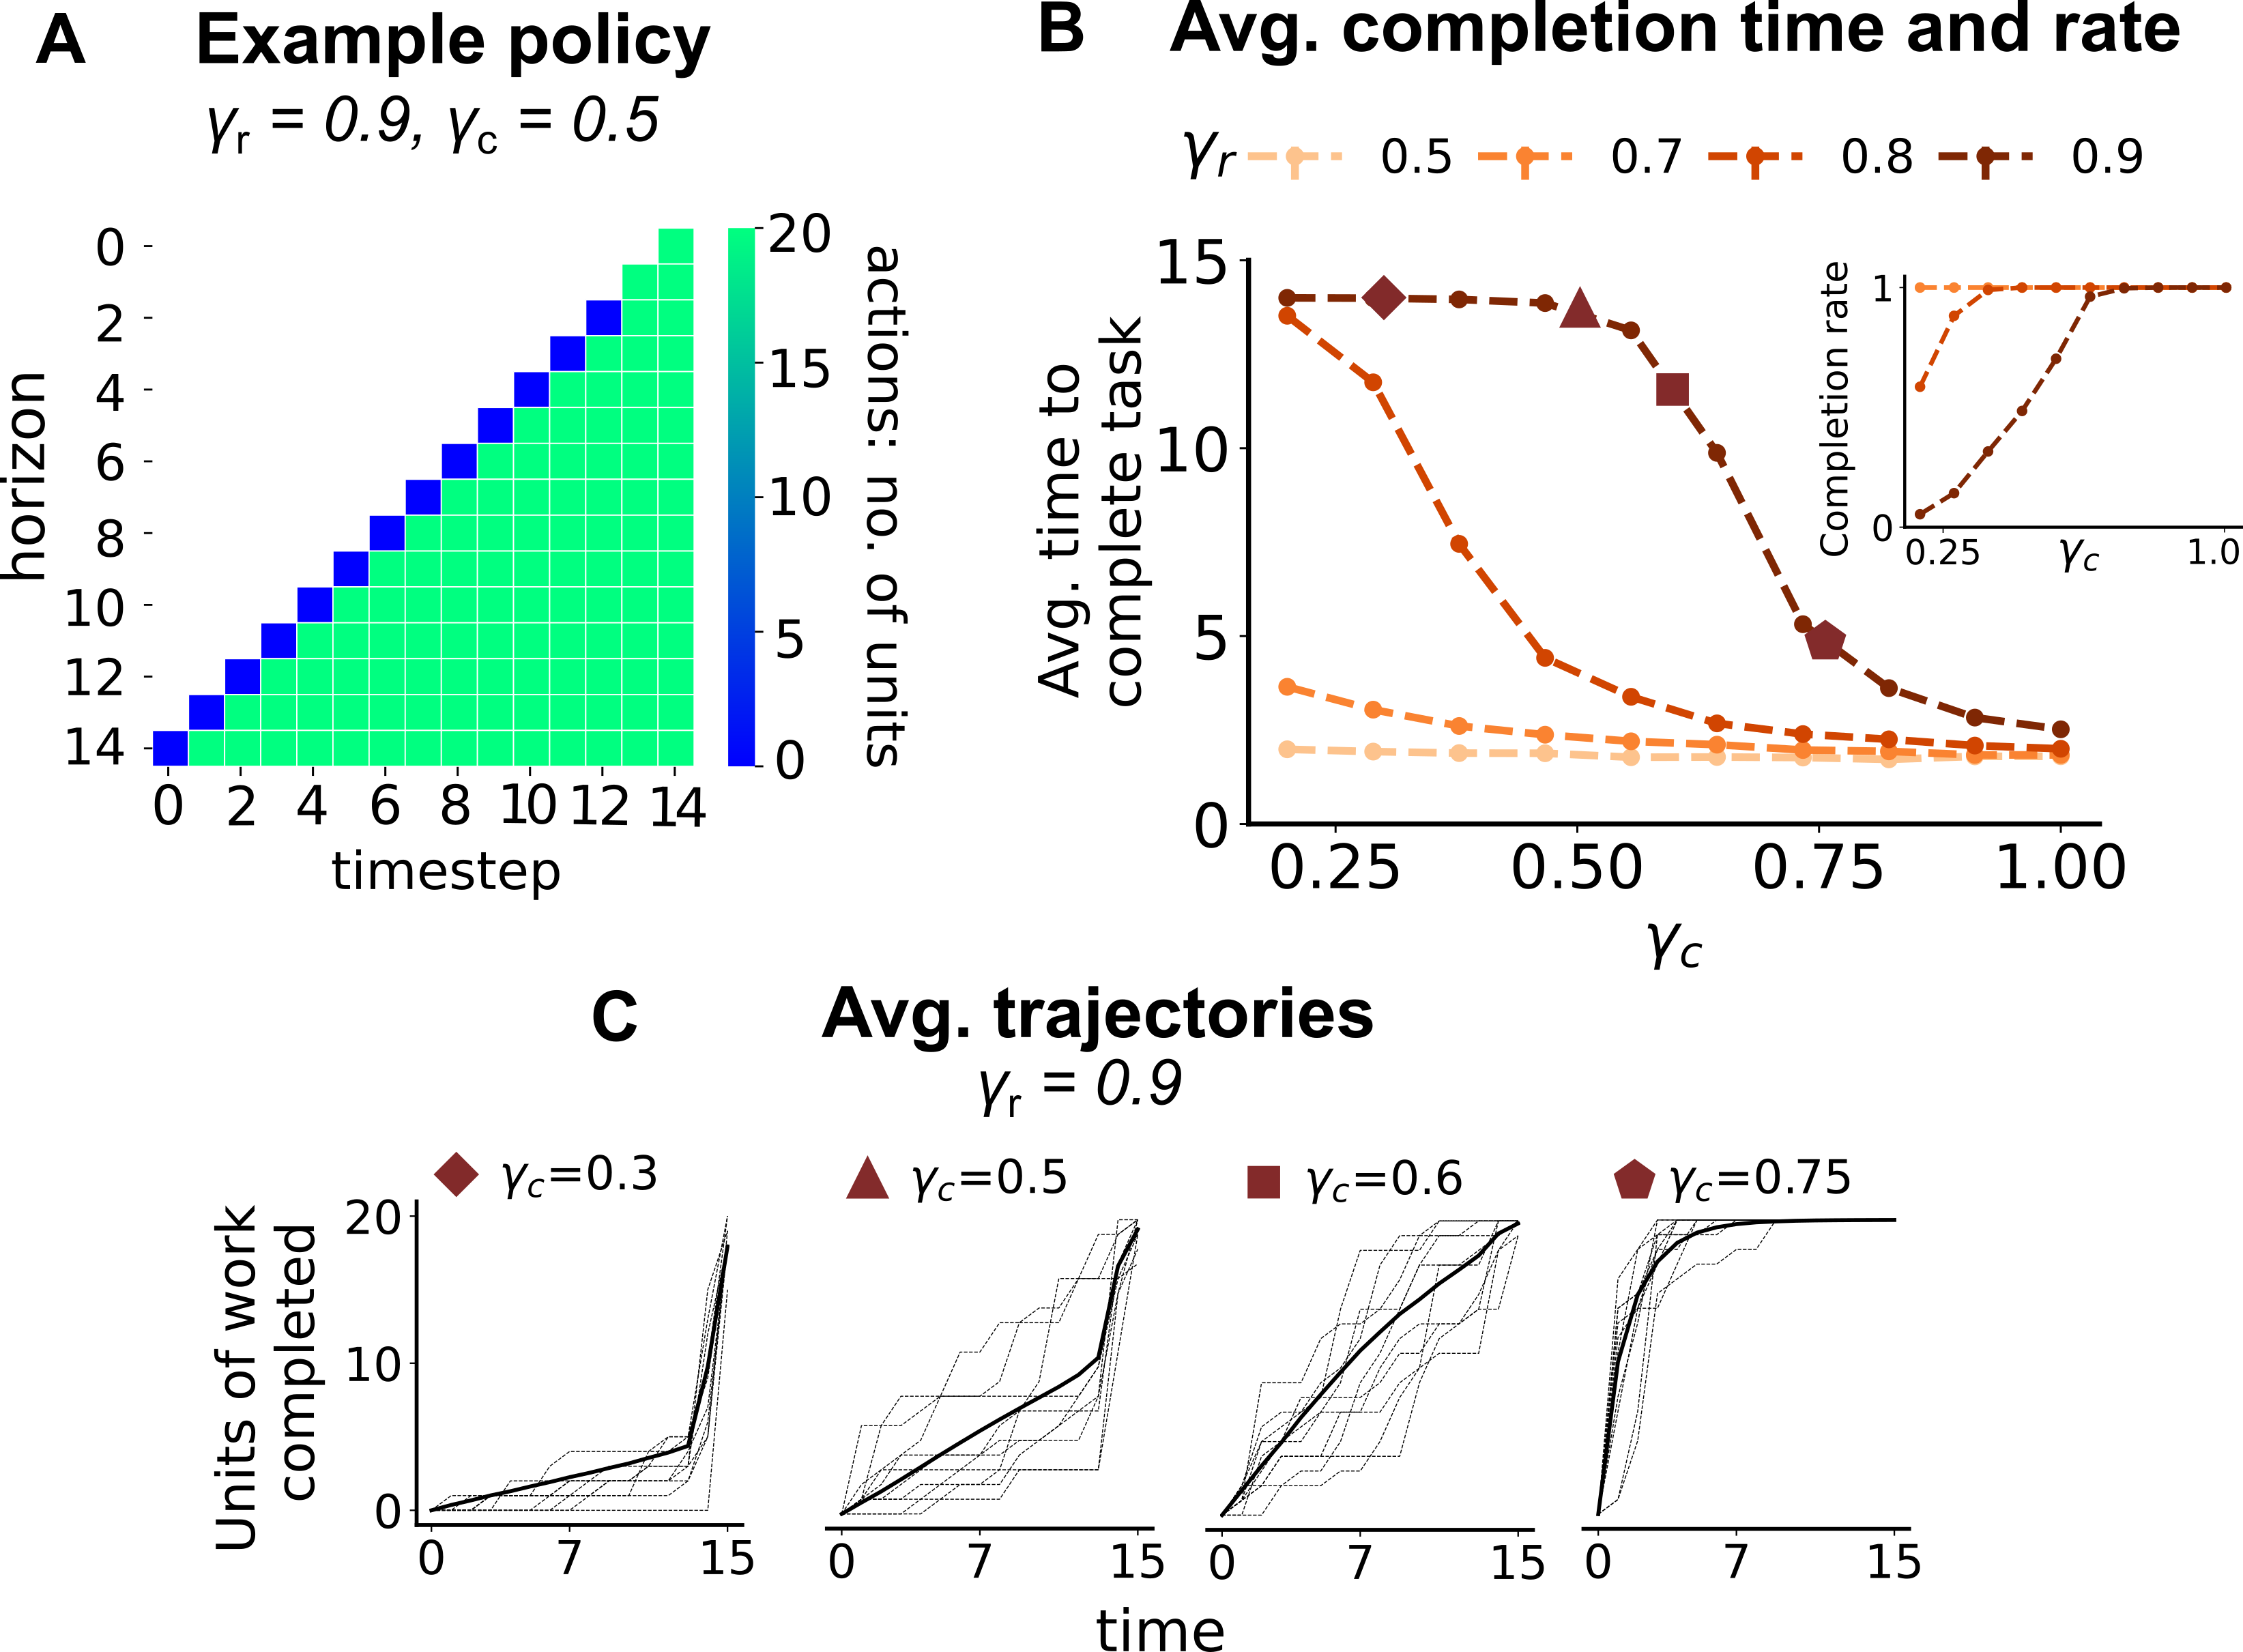 A Example policy
γr = 0.9, γc = 0.5
horizon
0
2
4
6
8
10
12
14
0 2 4 6 8 10 12 14
timestep
20
15
10
5
0
actions: no. of units
B Avg. completion time and rate
γr 0.5 0.7 0.8 0.9
Avg. time to
complete task
15
10
5
0
0.25 0.50 0.75 1.00
γc
Completion rate
1
0
0.25 γc 1.0
C Avg. trajectories
γr = 0.9
γc=0.3 γc=0.5 γc=0.6 γc=0.75
Units of work
completed
20
10
0
0 7 15 0 7 15 0 7 15 0 7 15
time